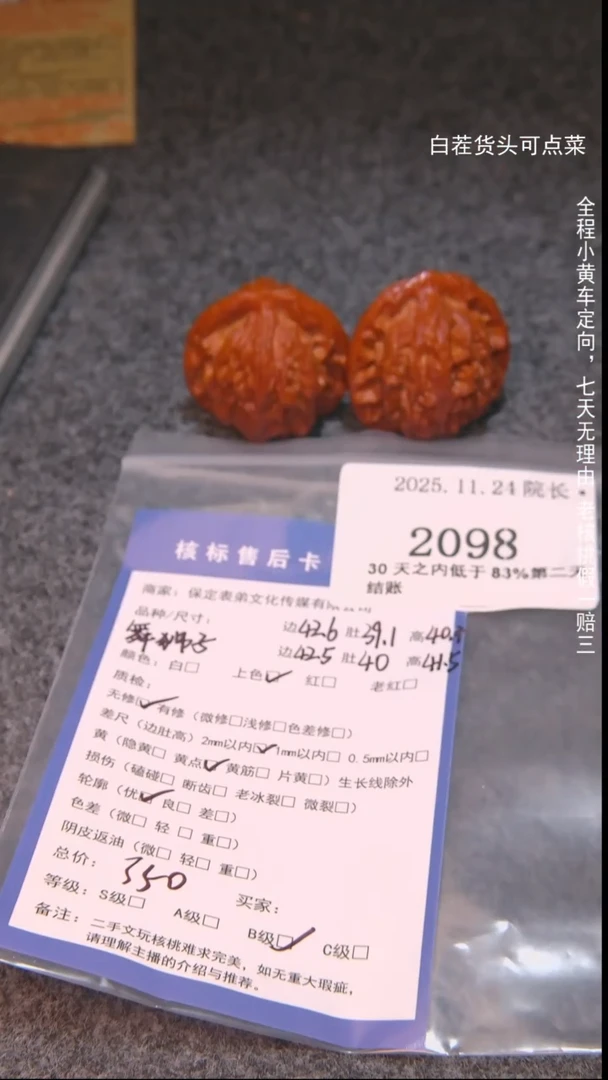 白茬货头可点菜
全程小黄车定向，七天无理由
赔三
2025.11.24 院长
2098
30 天之内低于 83%第二天
结账
核标售后卡
商家：保定表弟文化传媒有限公司
品种/尺寸：
舞狮子
边42.6 肚39.1 高40.5
边42.5 肚40 高41.5
颜色：白□ 上色☑ 红□ 老红□
质检：
无修☑ 有修（微修□浅修□色差修□）
差尺（边肚高）2mm以内☑ 1mm以内□ 0.5mm以内□
黄（隐黄□ 黄点☑ 黄筋□ 片黄□）生长线除外
损伤（磕碰□ 断齿□ 老冰裂□ 微裂□）
轮廓（优☑ 良□ 差□）
色差（微□ 轻 □ 重□）
阴皮返油（微□ 轻□ 重□）
总价：350
买家：
等级：S级□ A级□ B级☑ C级□
备注：二手文玩核桃难求完美，如无重大瑕疵，
请理解主播的介绍与推荐。